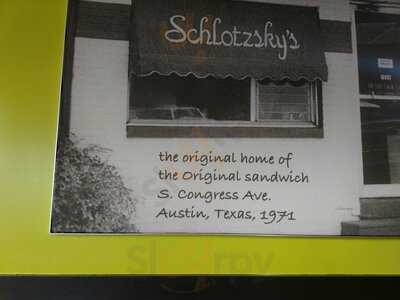 Schlotzsky's
the original home of
the Original sandwich
S. Congress Ave.
Austin, Texas, 1971